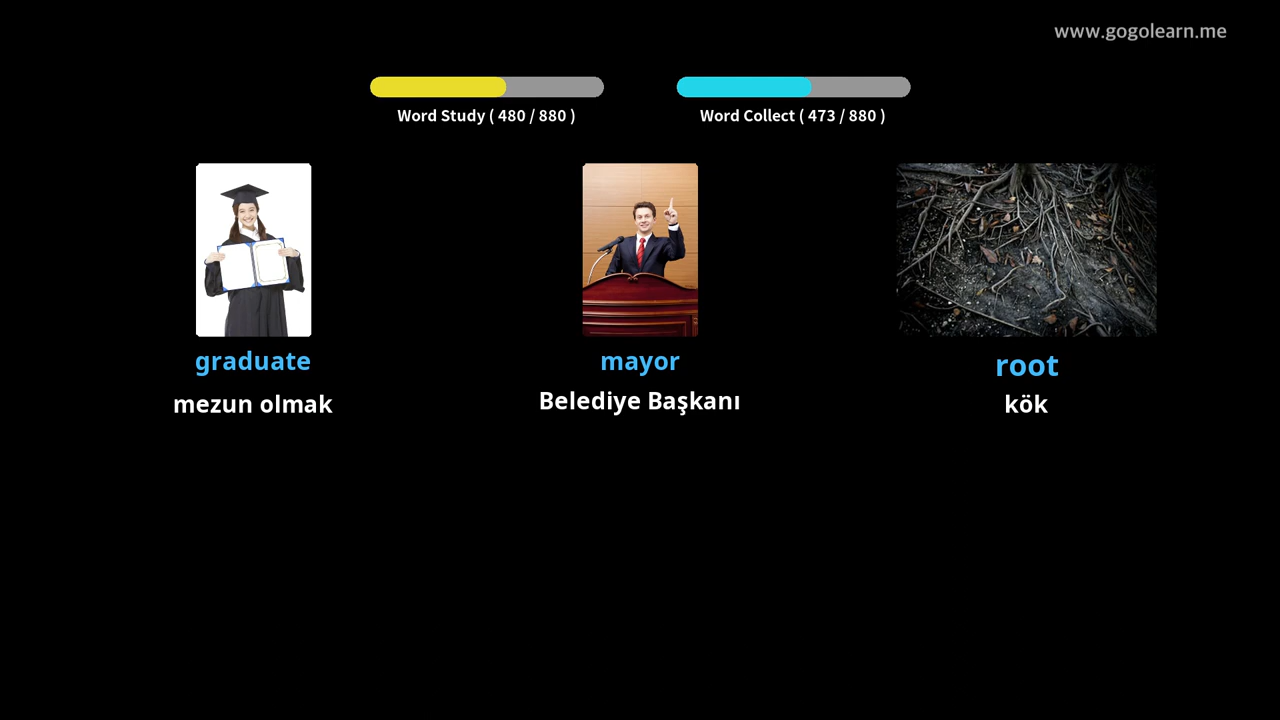 www.gogolearn.me
Word Study ( 480 / 880 )
Word Collect ( 473 / 880 )
graduate
mezun olmak
mayor
Belediye Başkanı
root
kök